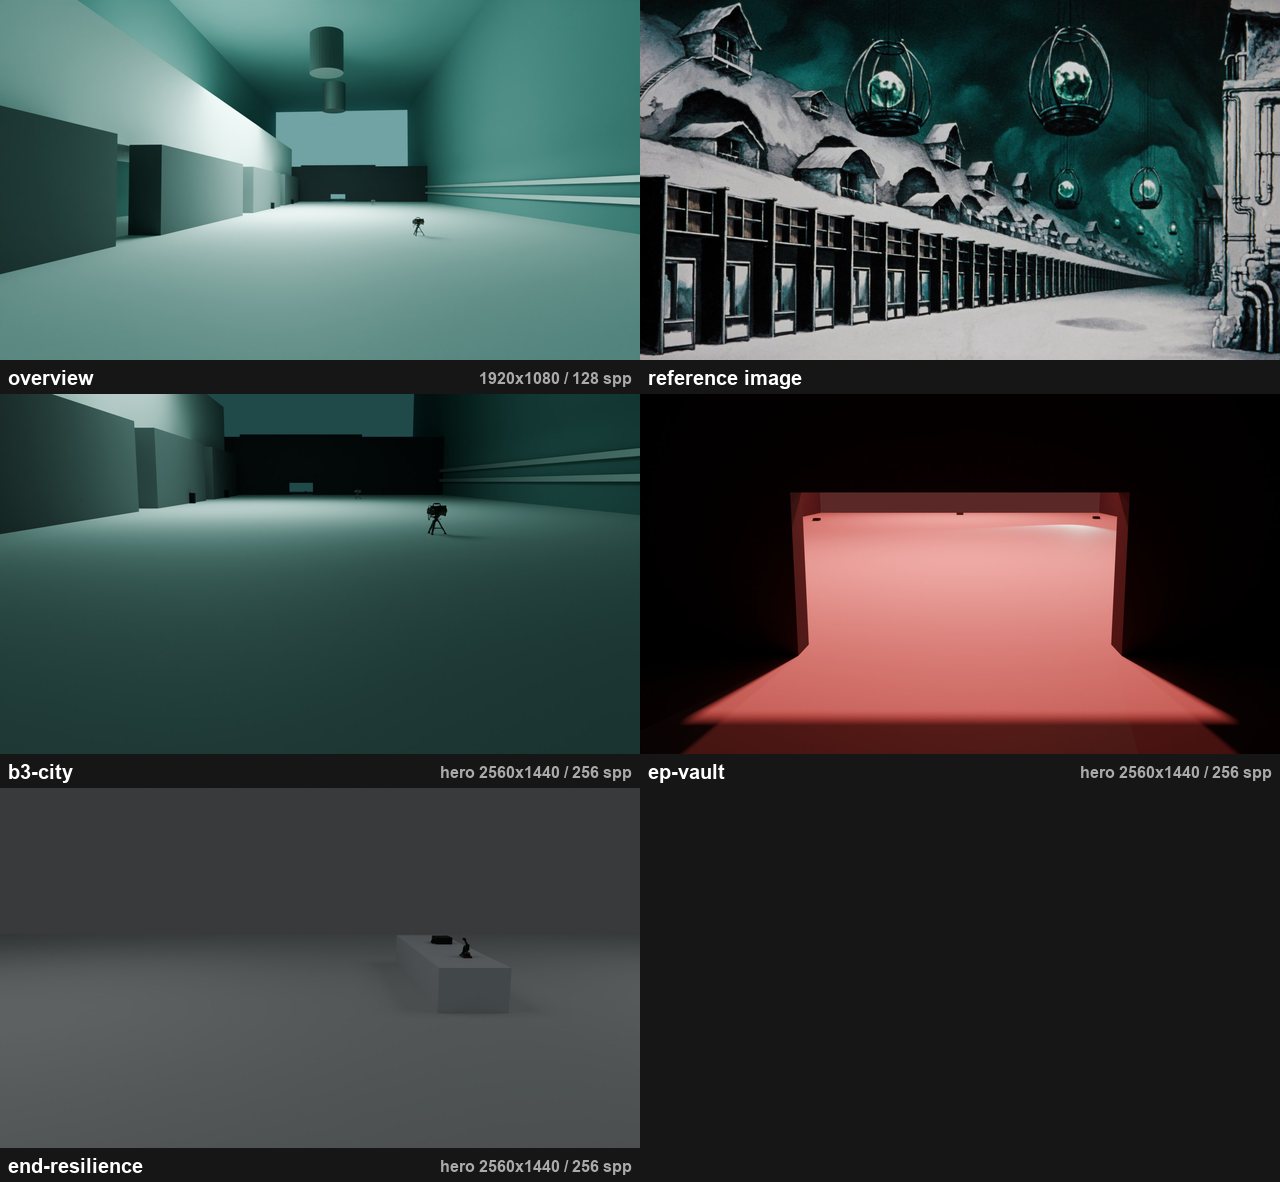 overview
1920x1080 / 128 spp
reference image
b3-city
hero 2560x1440 / 256 spp
ep-vault
hero 2560x1440 / 256 spp
end-resilience
hero 2560x1440 / 256 spp